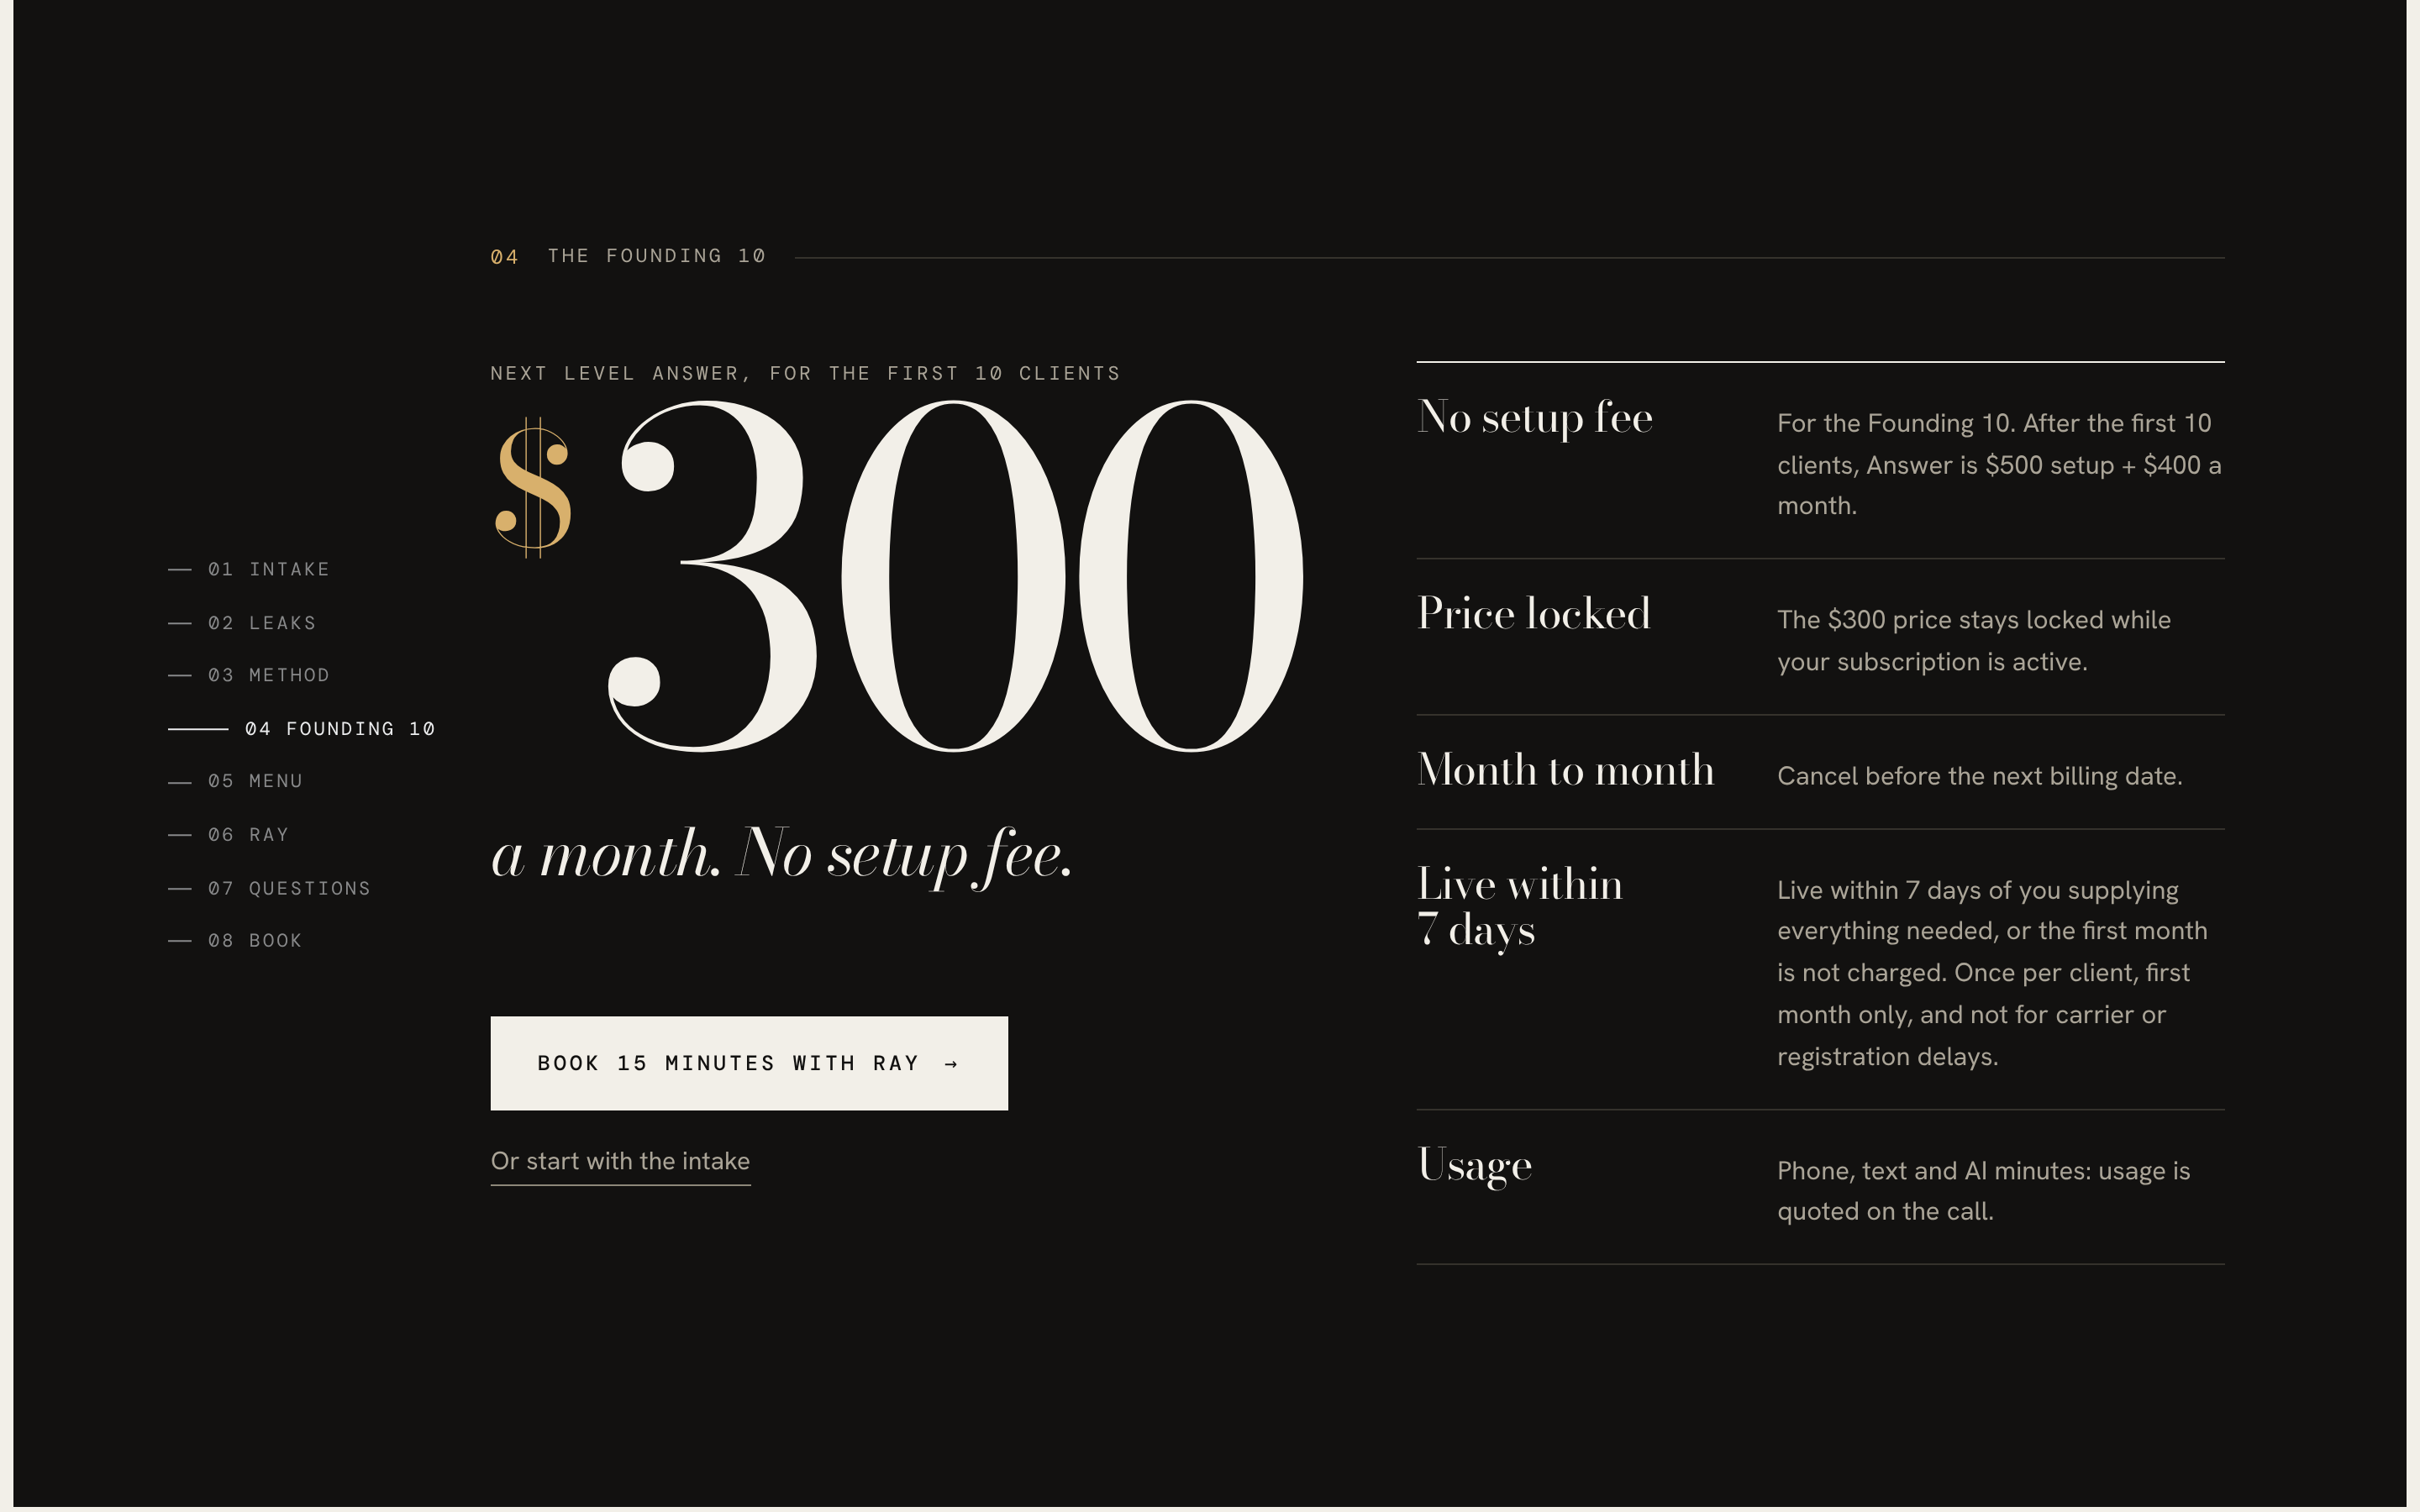 04 THE FOUNDING 10
01 INTAKE
02 LEAKS
03 METHOD
04 FOUNDING 10
05 MENU
06 RAY
07 QUESTIONS
08 BOOK
NEXT LEVEL ANSWER, FOR THE FIRST 10 CLIENTS
$300
a month. No setup fee.
BOOK 15 MINUTES WITH RAY →
Or start with the intake
No setup fee
For the Founding 10. After the first 10
clients, Answer is $500 setup + $400 a
month.
Price locked
The $300 price stays locked while
your subscription is active.
Month to month
Cancel before the next billing date.
Live within
7 days
Live within 7 days of you supplying
everything needed, or the first month
is not charged. Once per client, first
month only, and not for carrier or
registration delays.
Usage
Phone, text and AI minutes: usage is
quoted on the call.